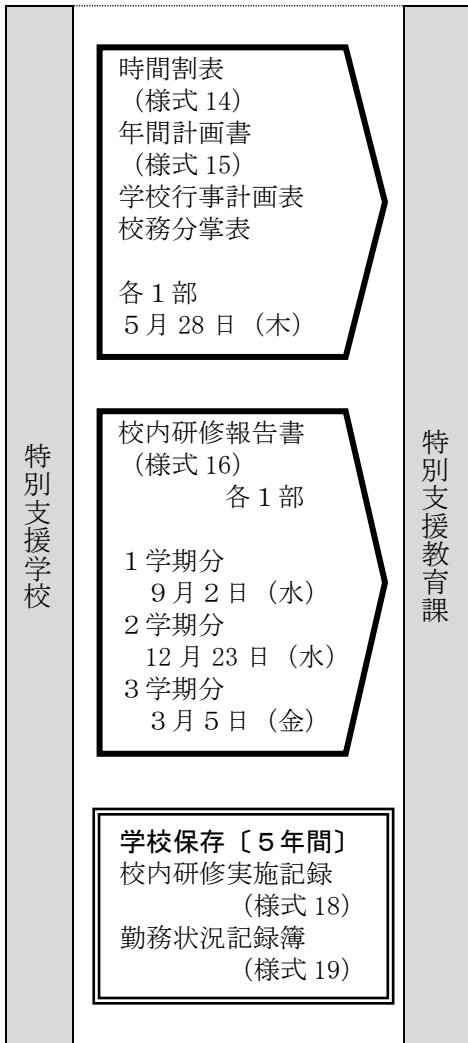 特別支援学校
時間割表
（様式 14）
年間計画書
（様式 15）
学校行事計画表
校務分掌表
各１部
５月 28 日（木）
校内研修報告書
（様式 16）
各１部
１学期分
９月２日（水）
２学期分
12 月 23 日（水）
３学期分
３月５日（金）
学校保存〔５年間〕
校内研修実施記録
（様式 18）
勤務状況記録簿
（様式 19）
特別支援教育課